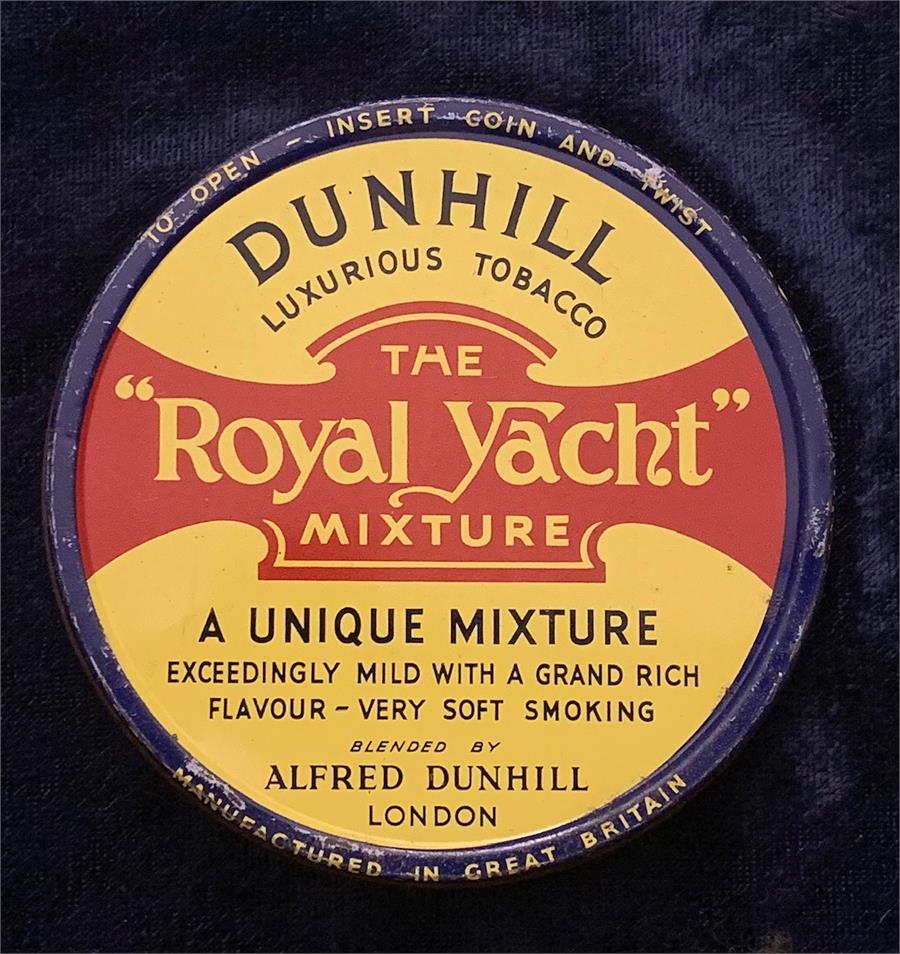 TO OPEN - INSERT COIN AND TWIST
DUNHILL
LUXURIOUS TOBACCO
THE
"Royal Yacht"
MIXTURE
A UNIQUE MIXTURE
EXCEEDINGLY MILD WITH A GRAND RICH
FLAVOUR - VERY SOFT SMOKING
BLENDED BY
ALFRED DUNHILL
LONDON
MANUFACTURED IN GREAT BRITAIN